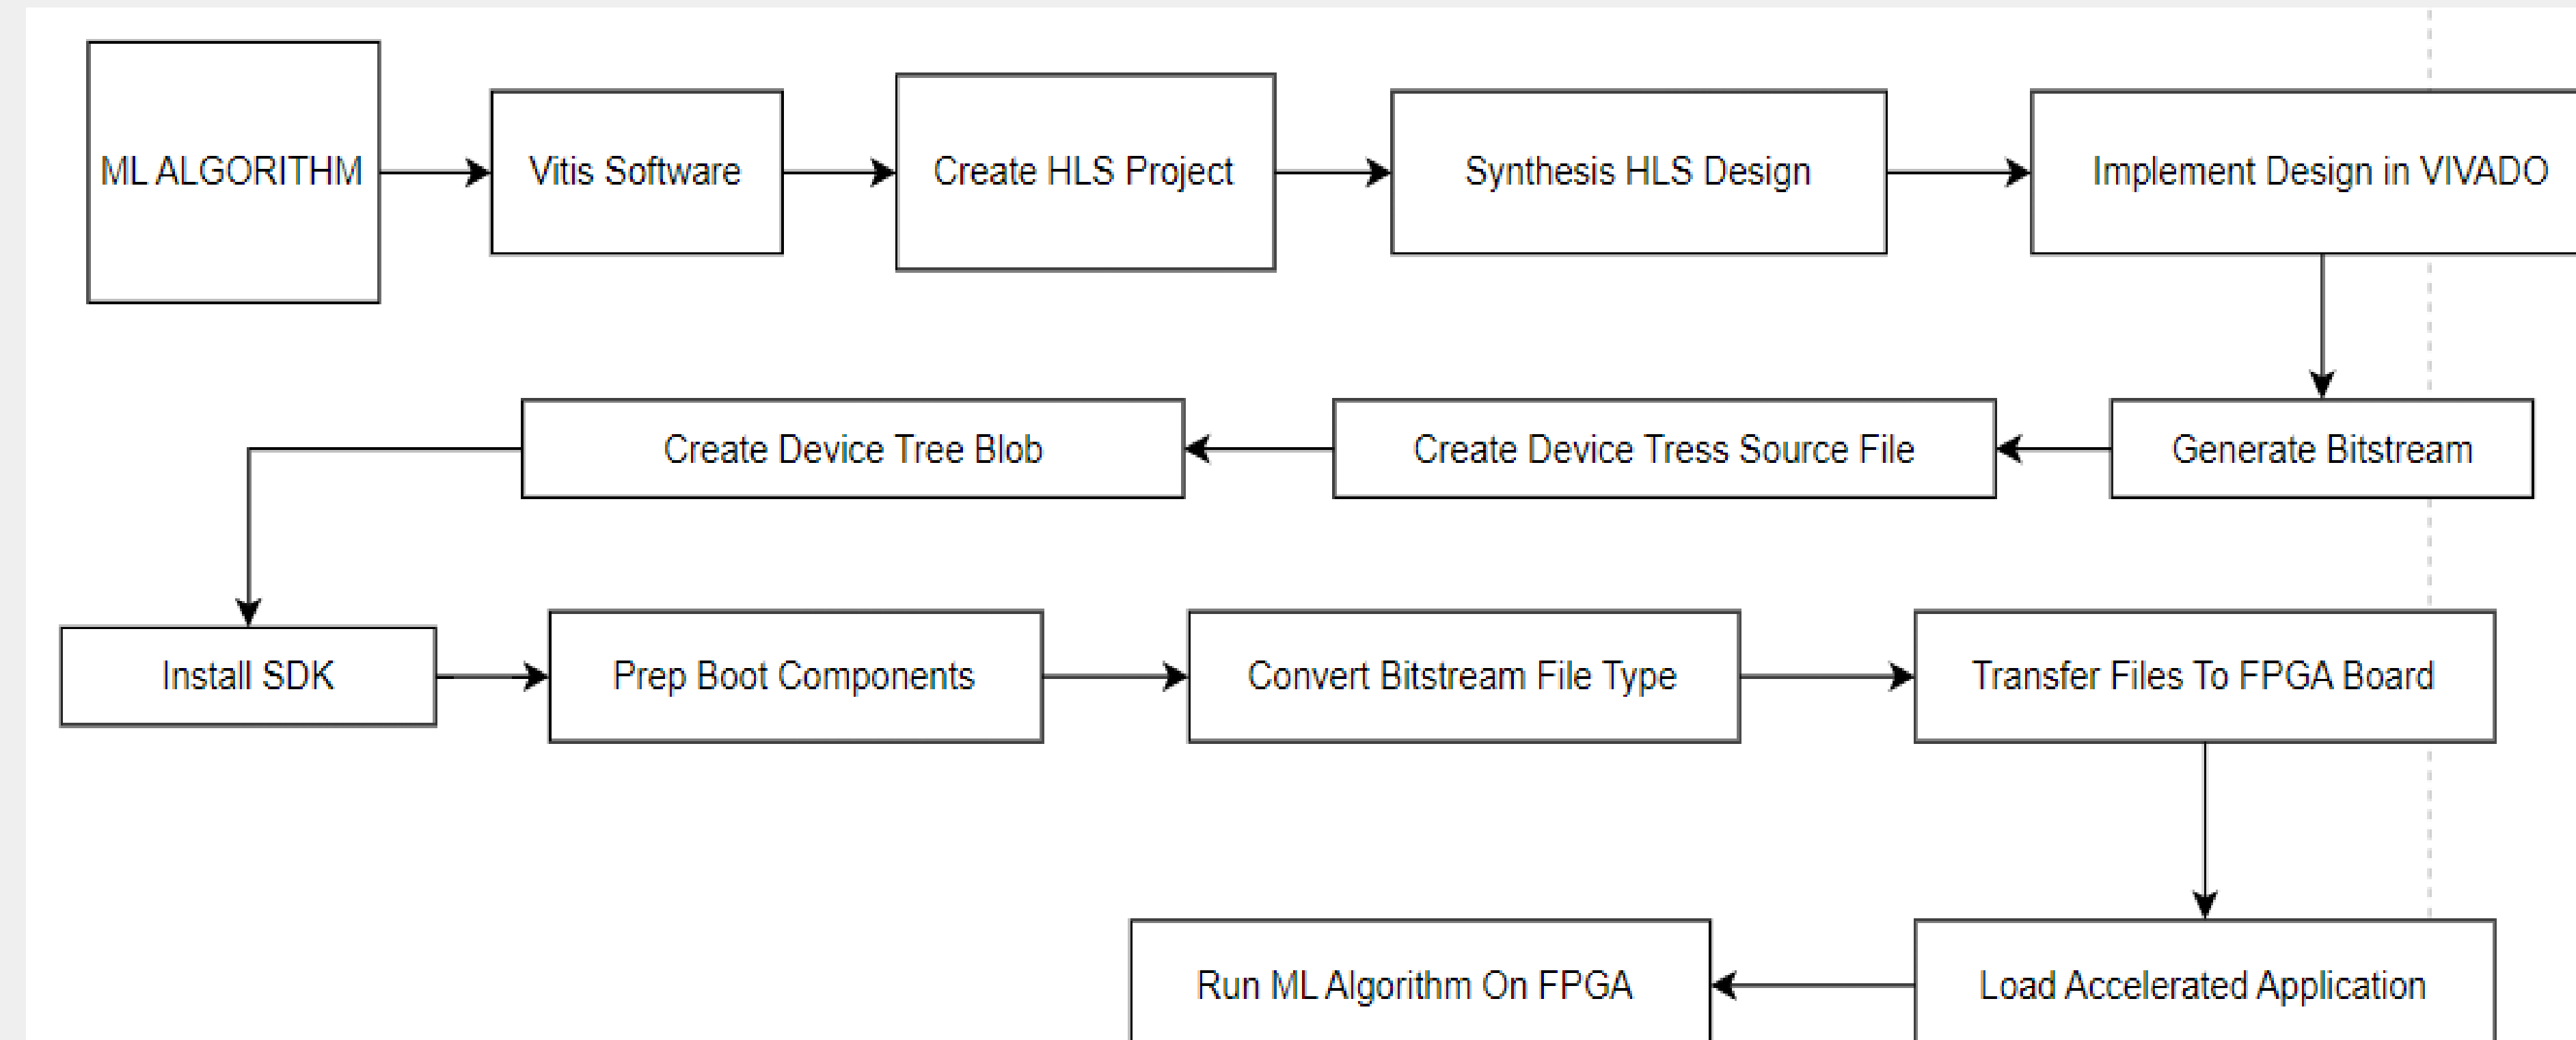 ML ALGORITHM
Vitis Software
Create HLS Project
Synthesis HLS Design
Implement Design in VIVADO
Generate Bitstream
Create Device Tress Source File
Create Device Tree Blob
Install SDK
Prep Boot Components
Convert Bitstream File Type
Transfer Files To FPGA Board
Load Accelerated Application
Run ML Algorithm On FPGA